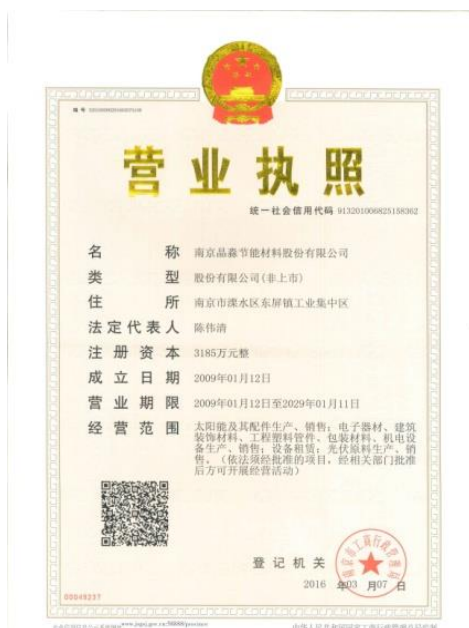 编号
营业执照
统一社会信用代码 913201006825158362
名称 南京晶淼节能材料股份有限公司
类型 股份有限公司(非上市)
住所 南京市溧水区东屏镇工业集中区
法定代表人 陈伟清
注册资本 3185万元整
成立日期 2009年01月12日
营业期限 2009年01月12日至2029年01月11日
经营范围 太阳能及其配件生产、销售；电子器材、建筑
装饰材料、工程塑料管件、包装材料、机电设
备生产、销售；设备租赁；光伏原料生产、销
售。（依法须经批准的项目，经相关部门批准
后方可开展经营活动）
登记机关
2016 年03 月07 日
00049237